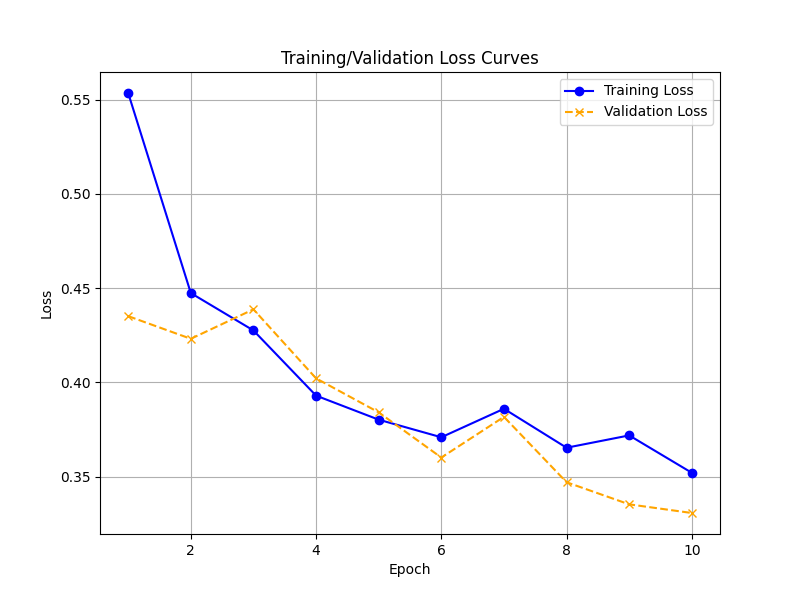 Training/Validation Loss Curves
Training Loss
Validation Loss
0.55
0.50
0.45
0.40
0.35
Loss
2 4 6 8 10
Epoch